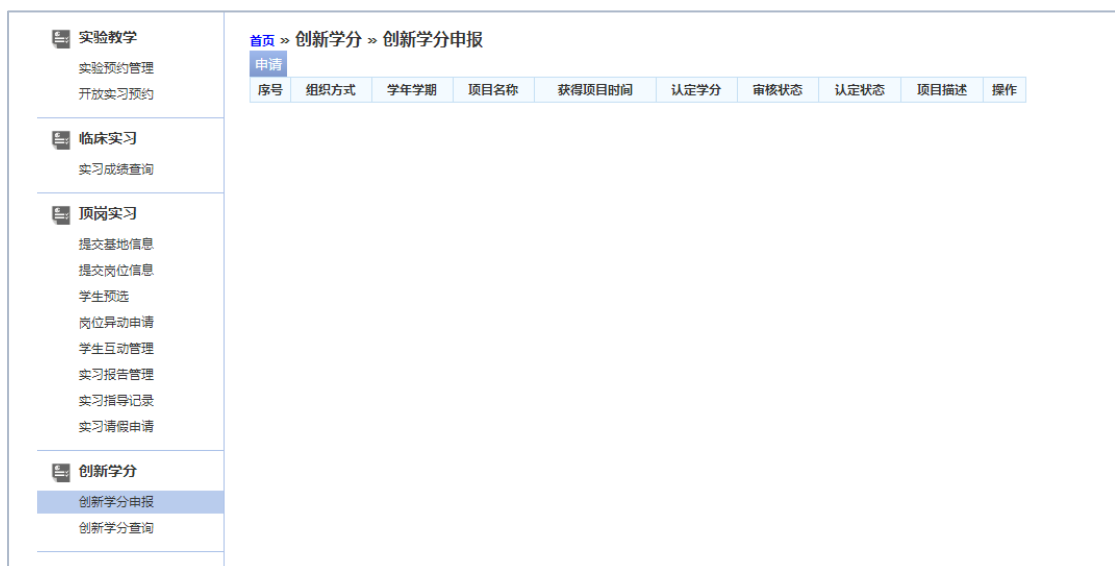 实验教学
实验预约管理
开放实习预约
临床实习
实习成绩查询
顶岗实习
提交基地信息
提交岗位信息
学生预选
岗位异动申请
学生互动管理
实习报告管理
实习指导记录
实习请假申请
创新学分
创新学分申报
创新学分查询
首页 » 创新学分 » 创新学分申报
申请
序号 组织方式 学年学期 项目名称 获得项目时间 认定学分 审核状态 认定状态 项目描述 操作